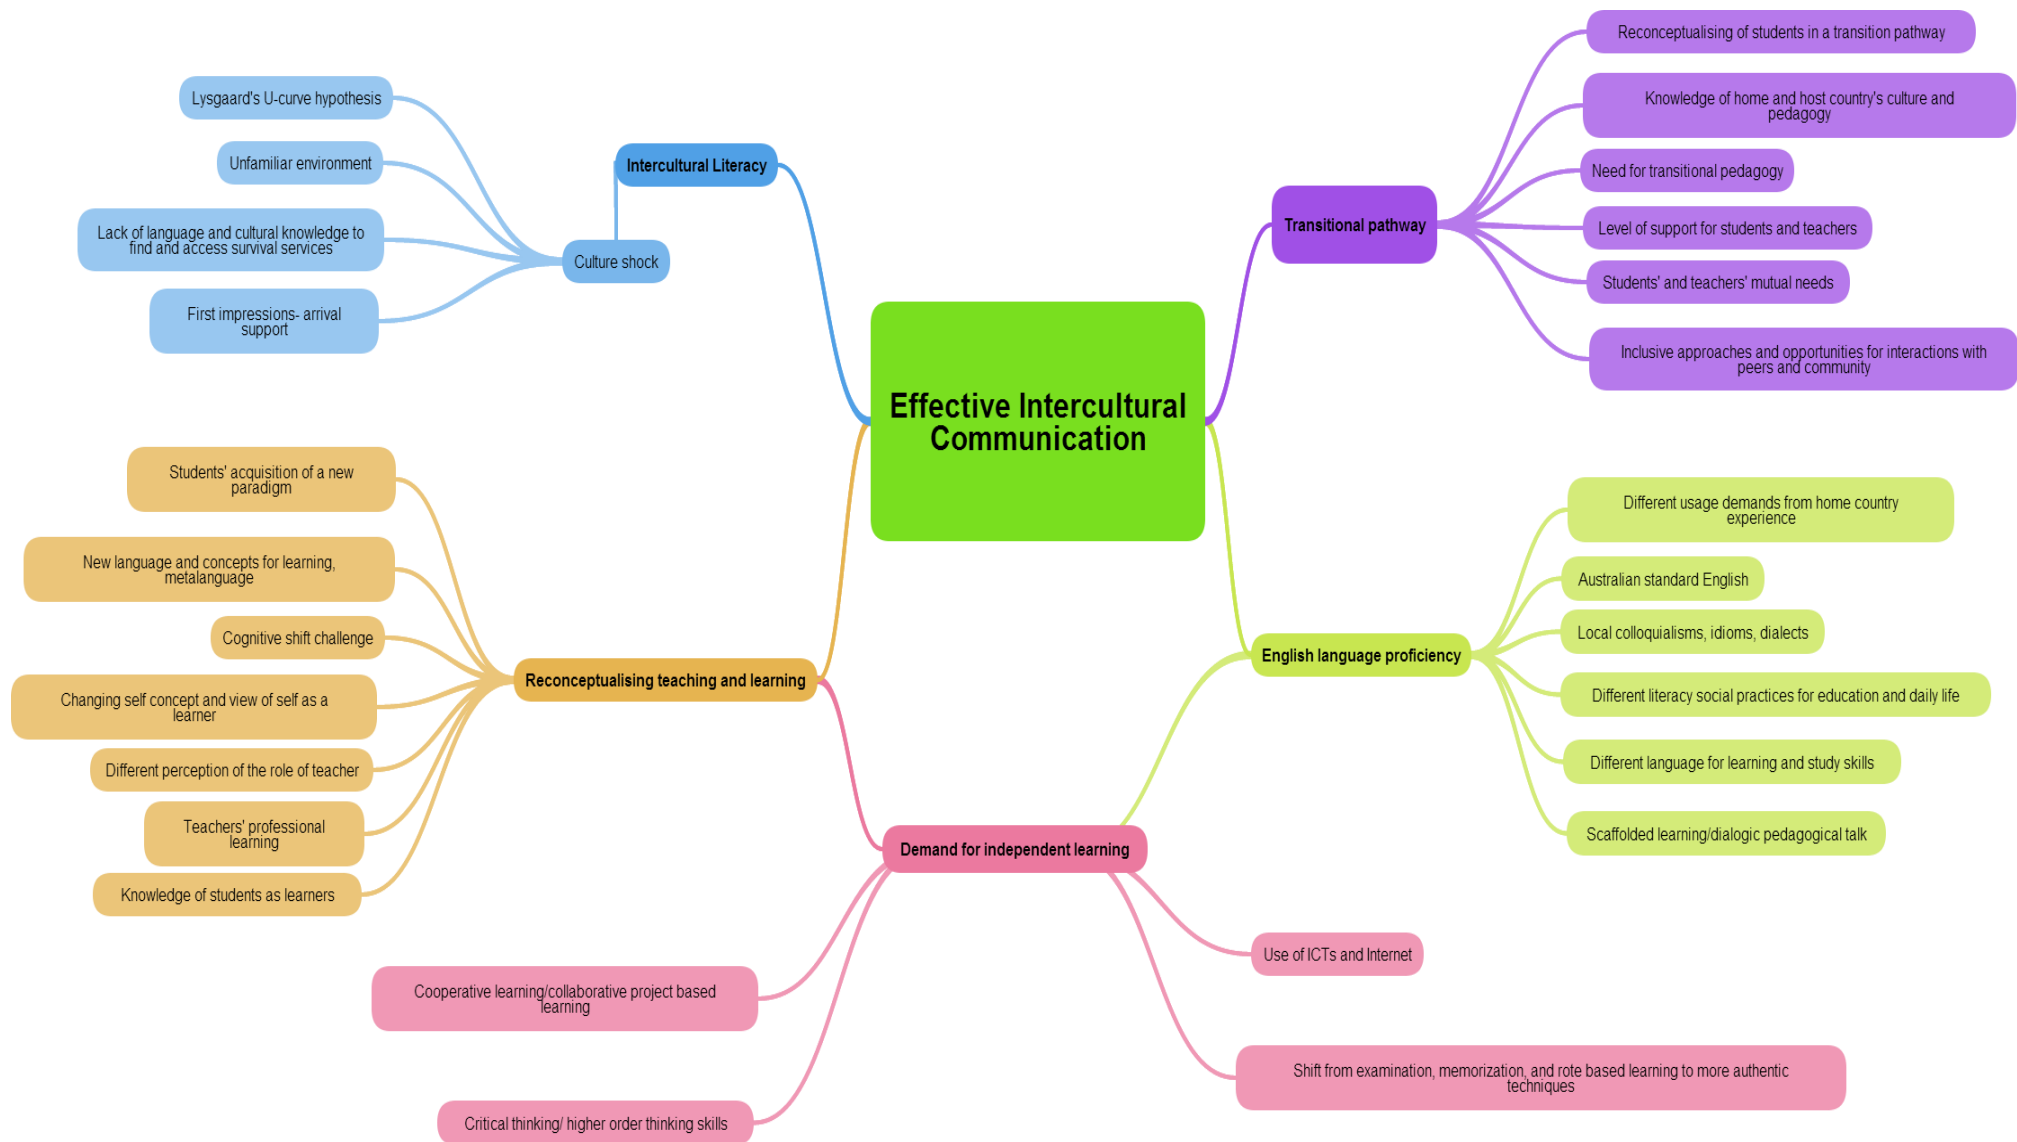 Effective Intercultural
Communication
Intercultural Literacy
Culture shock
Lysgaard's U-curve hypothesis
Unfamiliar environment
Lack of language and cultural knowledge to
find and access survival services
First impressions- arrival
support
Transitional pathway
Reconceptualising of students in a transition pathway
Knowledge of home and host country's culture and
pedagogy
Need for transitional pedagogy
Level of support for students and teachers
Students' and teachers' mutual needs
Inclusive approaches and opportunities for interactions with
peers and community
Reconceptualising teaching and learning
Students' acquisition of a new
paradigm
New language and concepts for learning,
metalanguage
Cognitive shift challenge
Changing self concept and view of self as a
learner
Different perception of the role of teacher
Teachers' professional
learning
Knowledge of students as learners
English language proficiency
Different usage demands from home country
experience
Australian standard English
Local colloquialisms, idioms, dialects
Different literacy social practices for education and daily life
Different language for learning and study skills
Scaffolded learning/dialogic pedagogical talk
Demand for independent learning
Cooperative learning/collaborative project based
learning
Critical thinking/ higher order thinking skills
Use of ICTs and Internet
Shift from examination, memorization, and rote based learning to more authentic
techniques